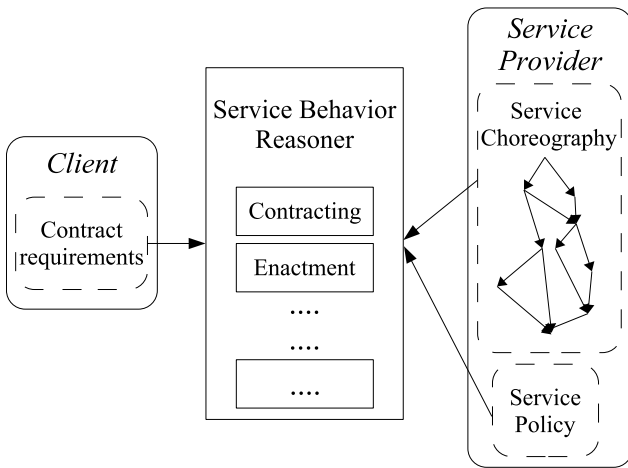 Client
Contract
requirements
Service Behavior
Reasoner
Contracting
Enactment
....
....
....
Service
Provider
Service
Choreography
Service
Policy